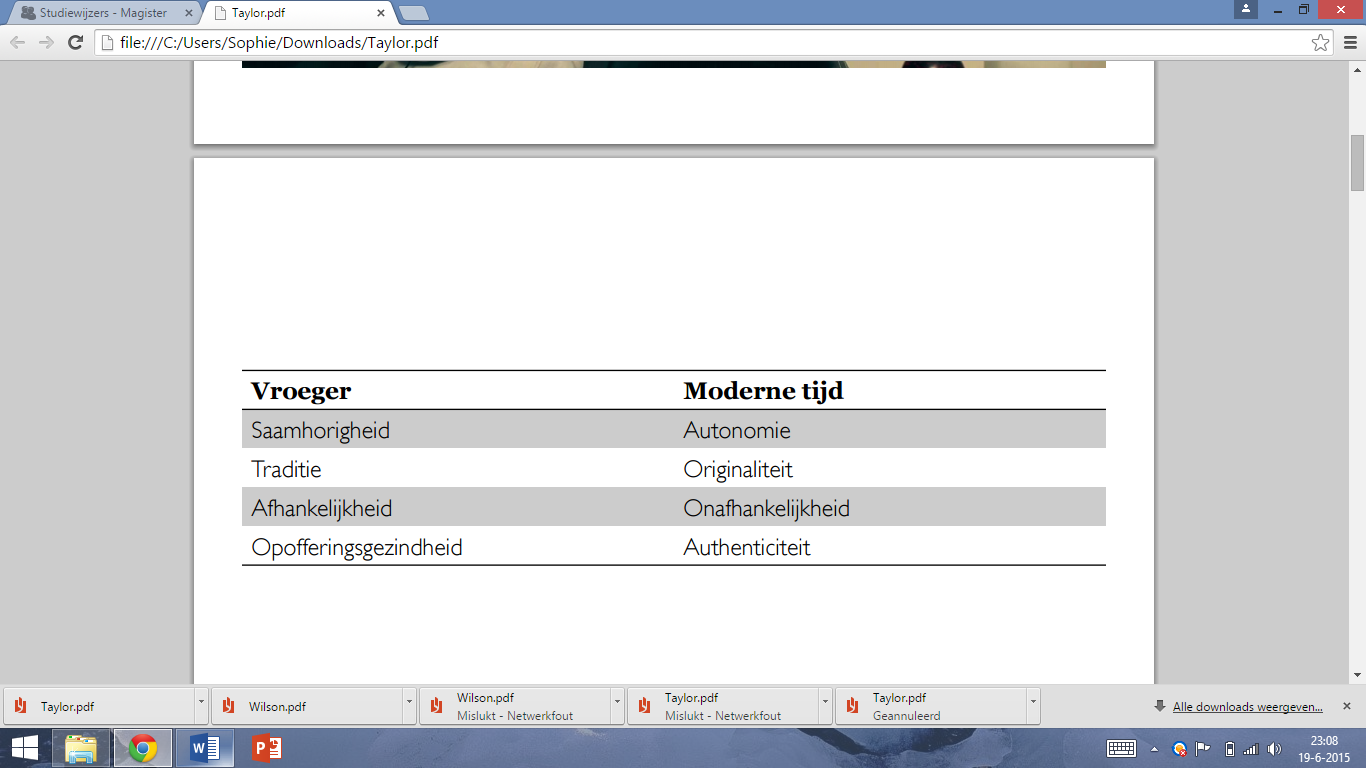 Studiewijzers - Magister
Taylor.pdf
file:///C:/Users/Sophie/Downloads/Taylor.pdf
Vroeger Moderne tijd
Saamhorigheid Autonomie
Traditie Originaliteit
Afhankelijkheid Onafhankelijkheid
Opofferingsgezindheid Authenticiteit
Taylor.pdf
Wilson.pdf
Wilson.pdf
Mislukt - Netwerkfout
Taylor.pdf
Mislukt - Netwerkfout
Taylor.pdf
Geannuleerd
Alle downloads weergeven...
23:08
19-6-2015